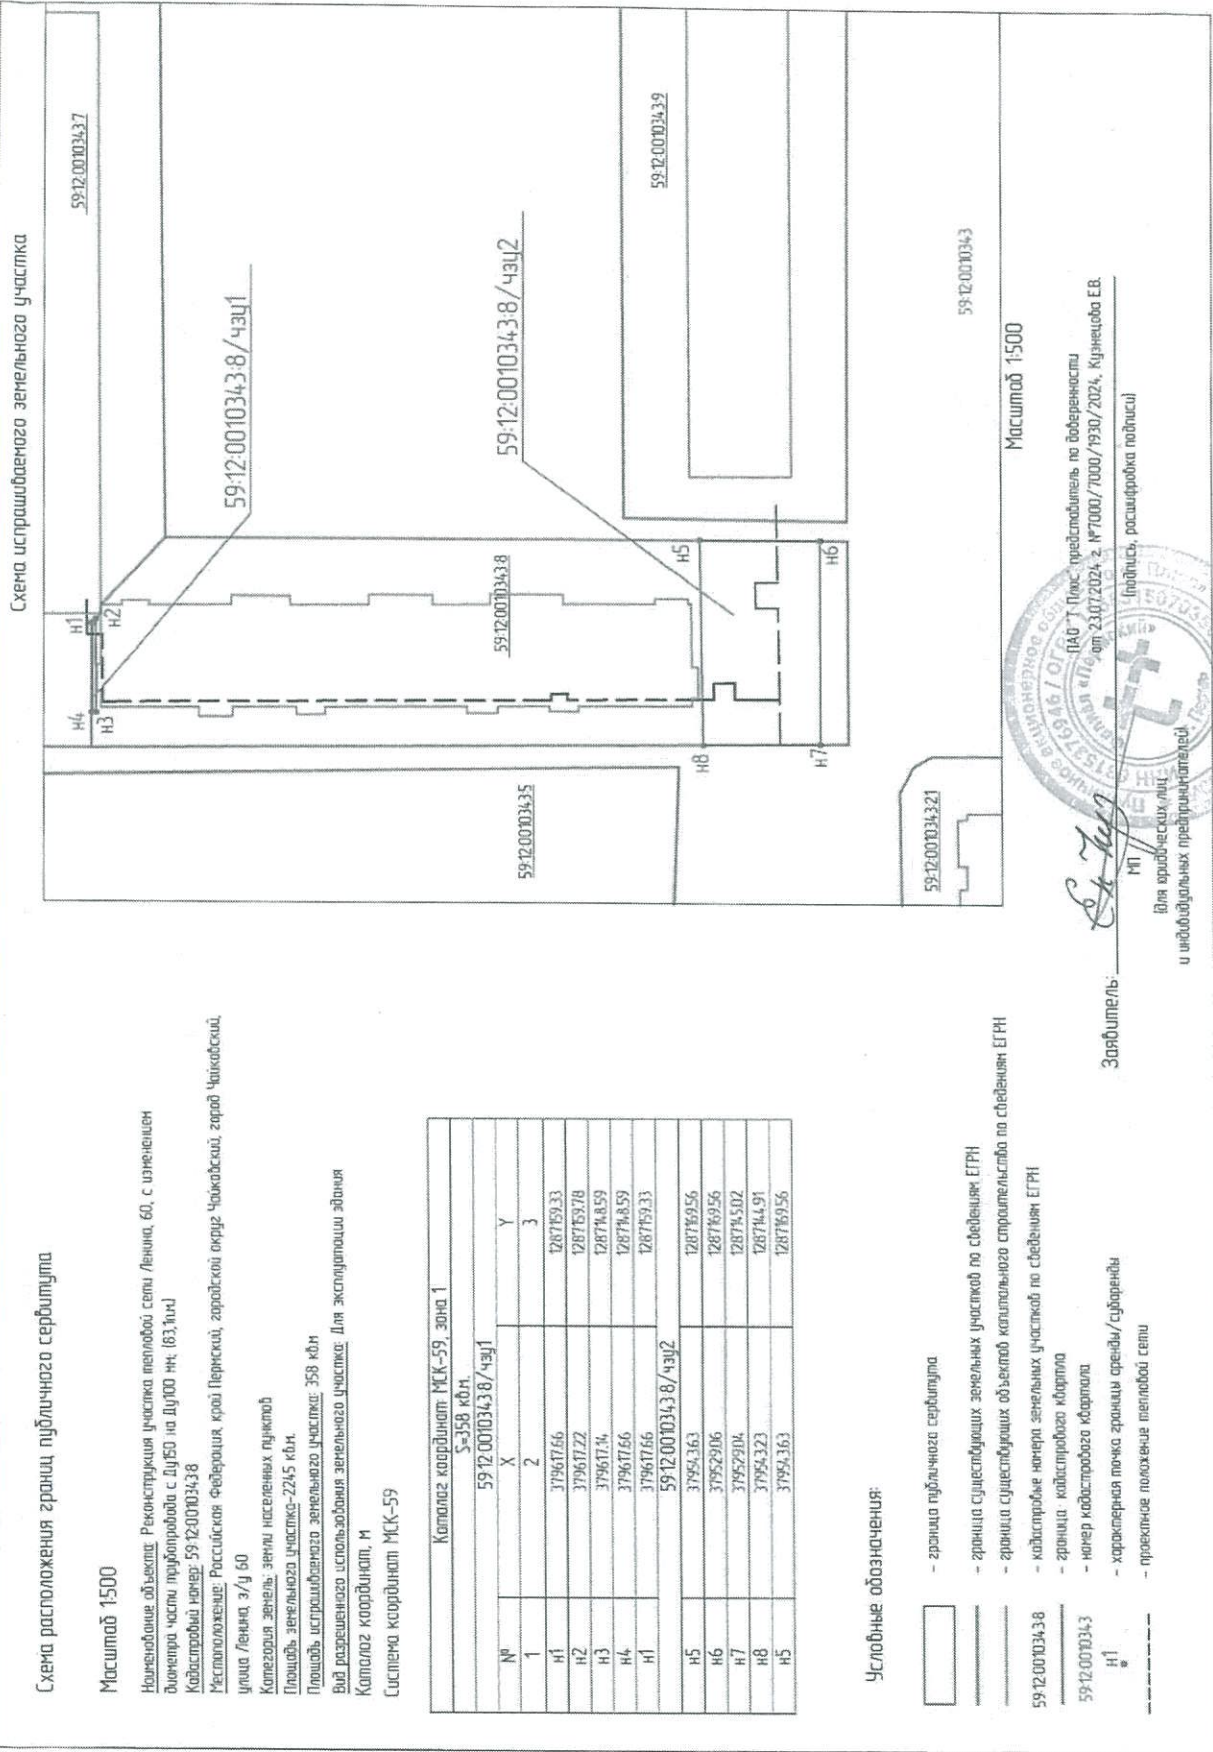 Схема расположения границ публичного сервитута
Масштаб 1:500
Наименование объекта: Реконструкция участка тепловой сети Ленина, 60, с изменением
диаметра части трубопровода с Ду150 на Ду100 мм; (83,1п.м.)
Кадастровый номер: 59:12:0010343:8
Местоположение: Российская Федерация, край Пермский, городской округ Чайковский, город Чайковский,
улица Ленина, з/у 60
Категория земель: земли населенных пунктов
Площадь земельного участка-2245 кв.м.
Площадь испрашиваемого земельного участка: 358 кв.м
Вид разрешенного использования земельного участка: Для эксплуатации здания
Каталог координат, м
Система координат МСК-59
Каталог координат: МСК-59, зона 1
S=358 кв.м.
59:12:0010343:8/чзу1
№ X Y
1 2 3
н1 379617.66 1287159.33
н2 379617.22 1287159.78
н3 379617.14 1287148.59
н4 379617.66 1287148.59
н1 379617.66 1287159.33
59:12:0010343:8/чзу2
н5 379543.63 1287169.56
н6 379529.06 1287169.56
н7 379529.04 1287145.02
н8 379543.23 1287144.91
н5 379543.63 1287169.56
Условные обозначения:
– граница публичного сервитута
– граница существующих земельных участков по сведениям ЕГРН
– граница существующих объектов капитального строительства по сведениям ЕГРН
59:12:0010343:8 – кадастровые номера земельных участков по сведениям ЕГРН
– граница кадастрового квартала
59:12:0010343 – номер кадастрового квартала
н1 – характерная точка границы аренды/субаренды
– проектное положение тепловой сети
Схема испрашиваемого земельного участка
59:12:0010343:7
59:12:0010343:8/чзу1
н1
н2
н4
н3
59:12:0010343:8
59:12:0010343:9
59:12:0010343:8/чзу2
н5
н6
н8
н7
59:12:0010343:5
59:12:0010343:21
59:12:0010343
Масштаб 1:500
ПАО "Т Плюс" представитель по доверенности
от 23.07.2024 г. №7000/7000/1930/2024, Кузнецова Е.В.
Заявитель:
(подпись, расшифровка подписи)
МП
(для юридических лиц
и индивидуальных предпринимателей)